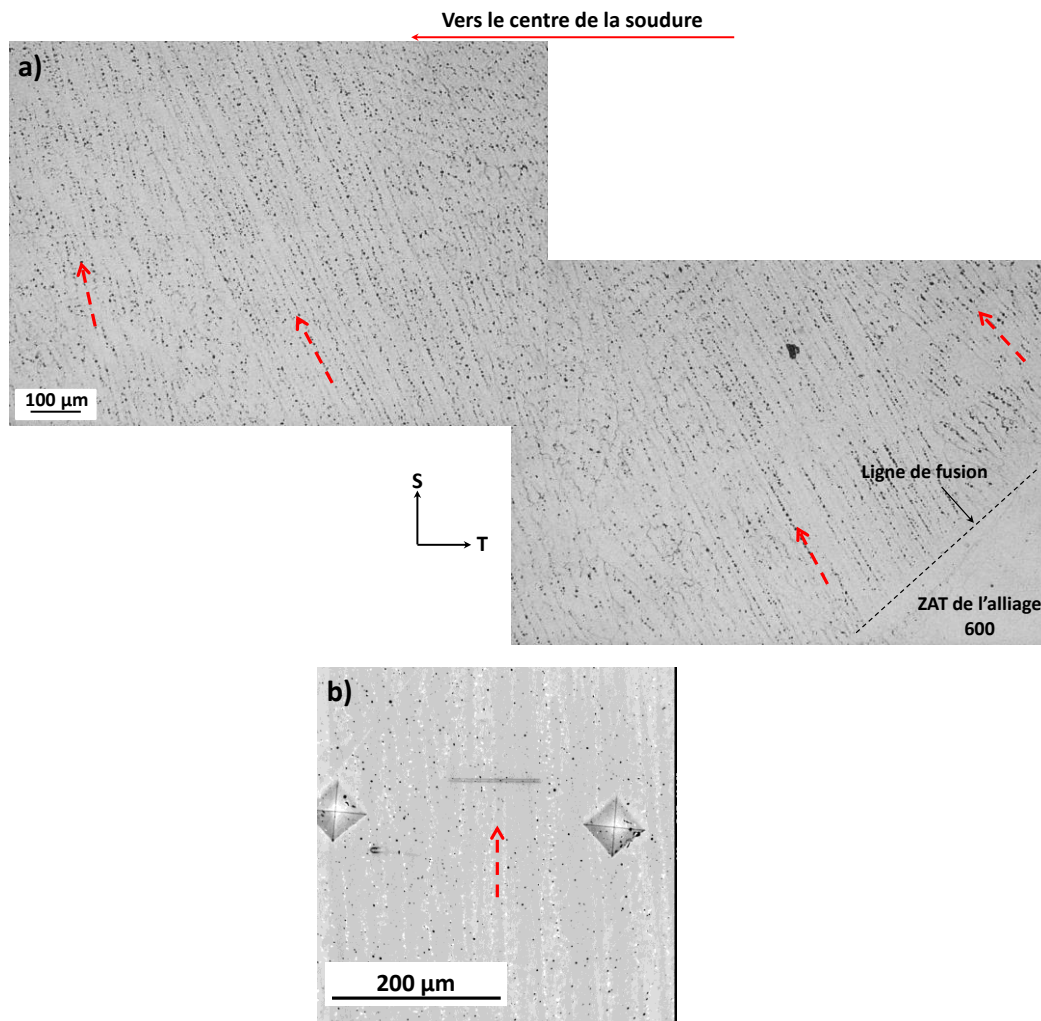 Vers le centre de la soudure
a)
100 µm
S
T
Ligne de fusion
ZAT de l'alliage
600
b)
200 µm